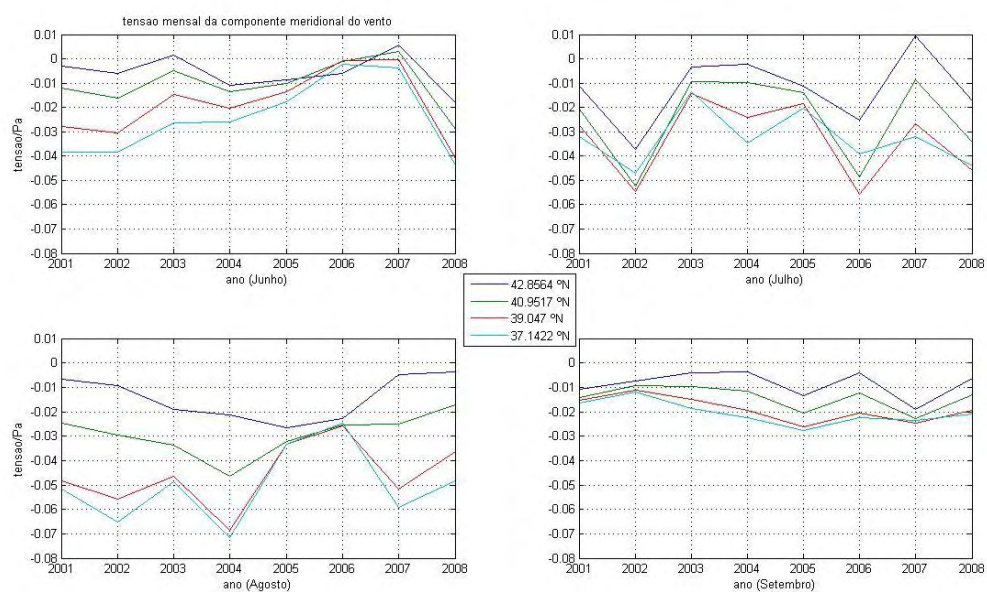 tensao mensal da componente meridional do vento
0.01
0
-0.01
-0.02
-0.03
-0.04
-0.05
-0.06
-0.07
-0.08
tensao/Pa
2001 2002 2003 2004 2005 2006 2007 2008
ano (Junho)
0.01
0
-0.01
-0.02
-0.03
-0.04
-0.05
-0.06
-0.07
-0.08
2001 2002 2003 2004 2005 2006 2007 2008
ano (Julho)
42.8564 ºN
40.9517 ºN
39.047 ºN
37.1422 ºN
0.01
0
-0.01
-0.02
-0.03
-0.04
-0.05
-0.06
-0.07
-0.08
tensao/Pa
2001 2002 2003 2004 2005 2006 2007 2008
ano (Agosto)
0.01
0
-0.01
-0.02
-0.03
-0.04
-0.05
-0.06
-0.07
-0.08
2001 2002 2003 2004 2005 2006 2007 2008
ano (Setembro)